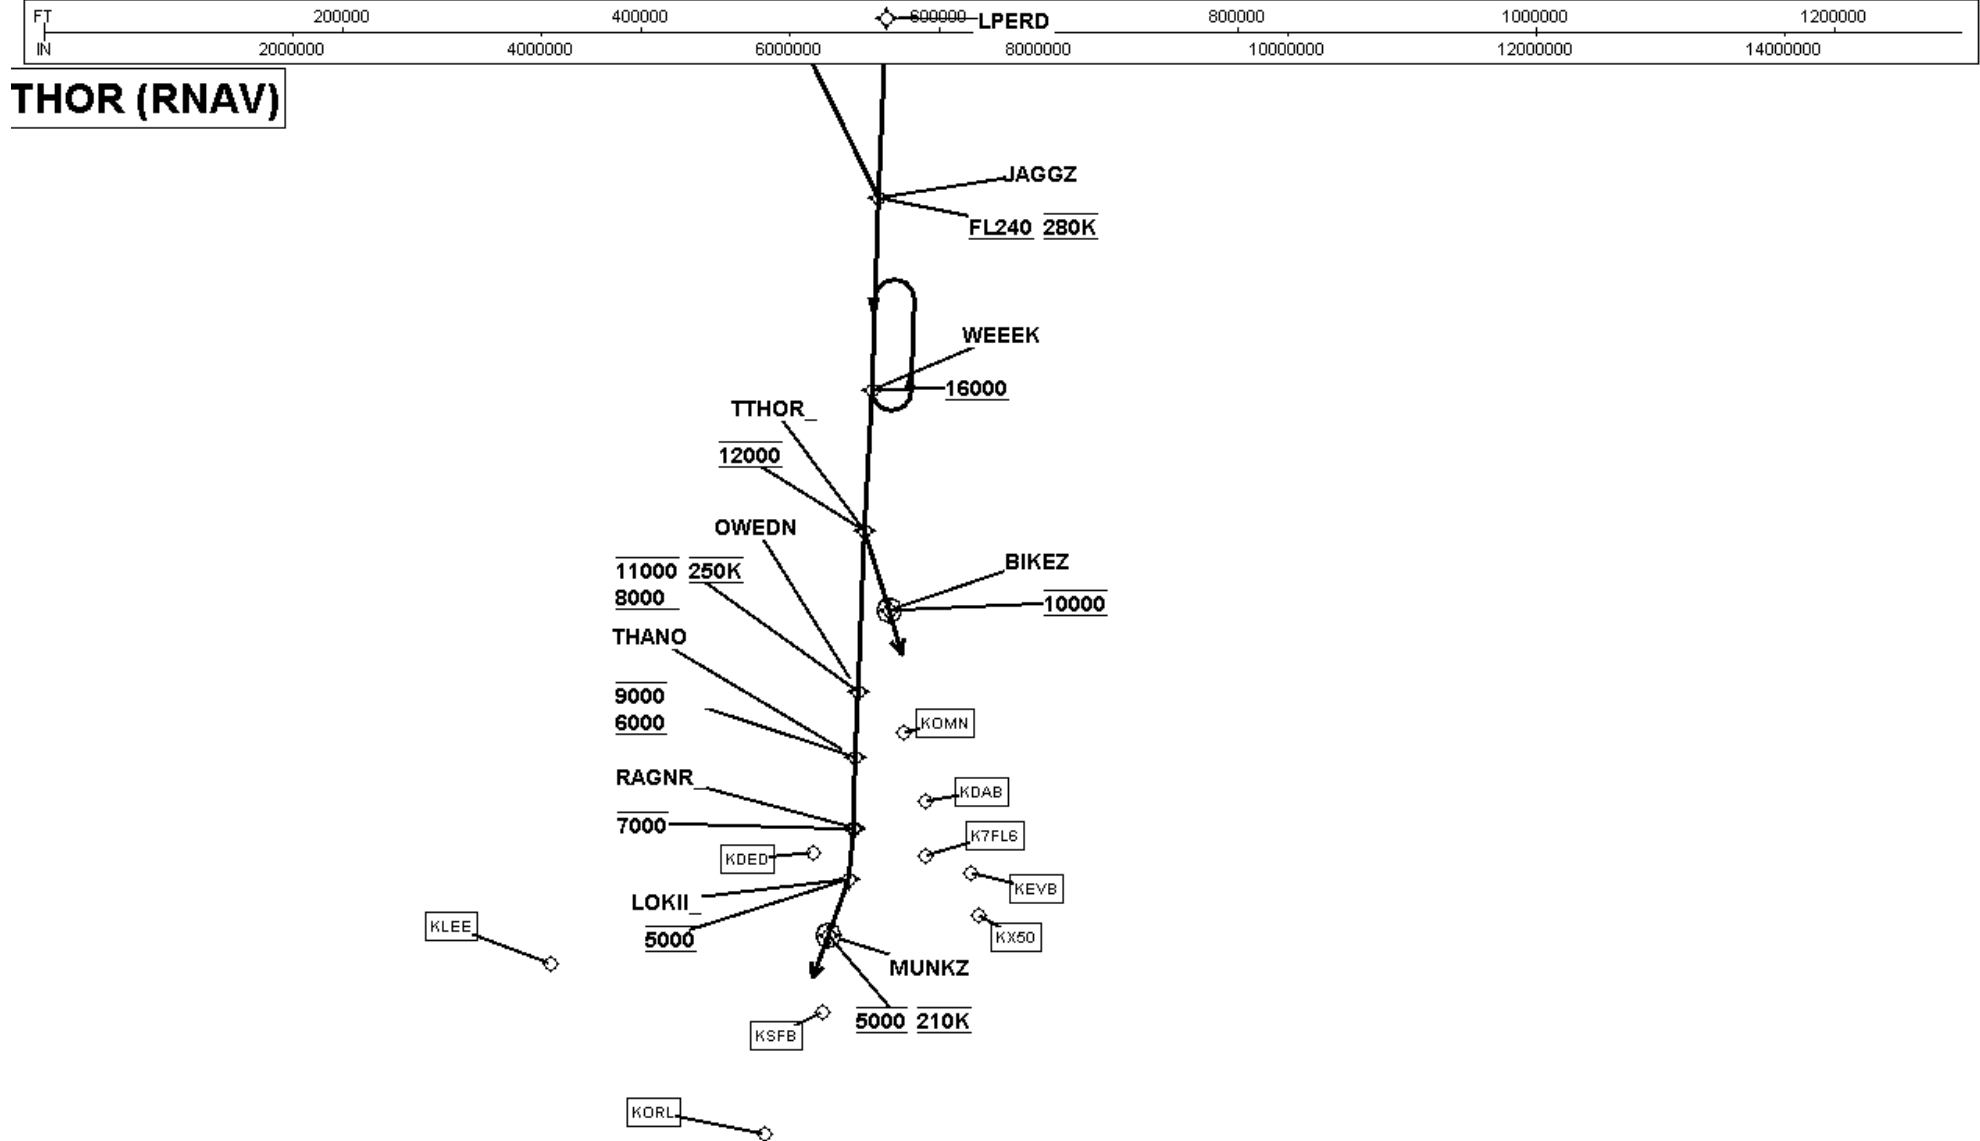 FT 200000 400000 600000 800000 1000000 1200000
LPERD
IN 2000000 4000000 6000000 8000000 10000000 12000000 14000000
THOR (RNAV)
JAGGZ
FL240 280K
WEEEK
16000
TTHOR_
12000
OWEDN
BIKEZ
11000 250K
8000
10000
THANO
9000
6000
KOMN
RAGNR_
KDAB
7000
K7FL6
KDED
KEVB
LOKII_
KLEE
5000
KX50
MUNKZ
5000 210K
KSFB
KORL